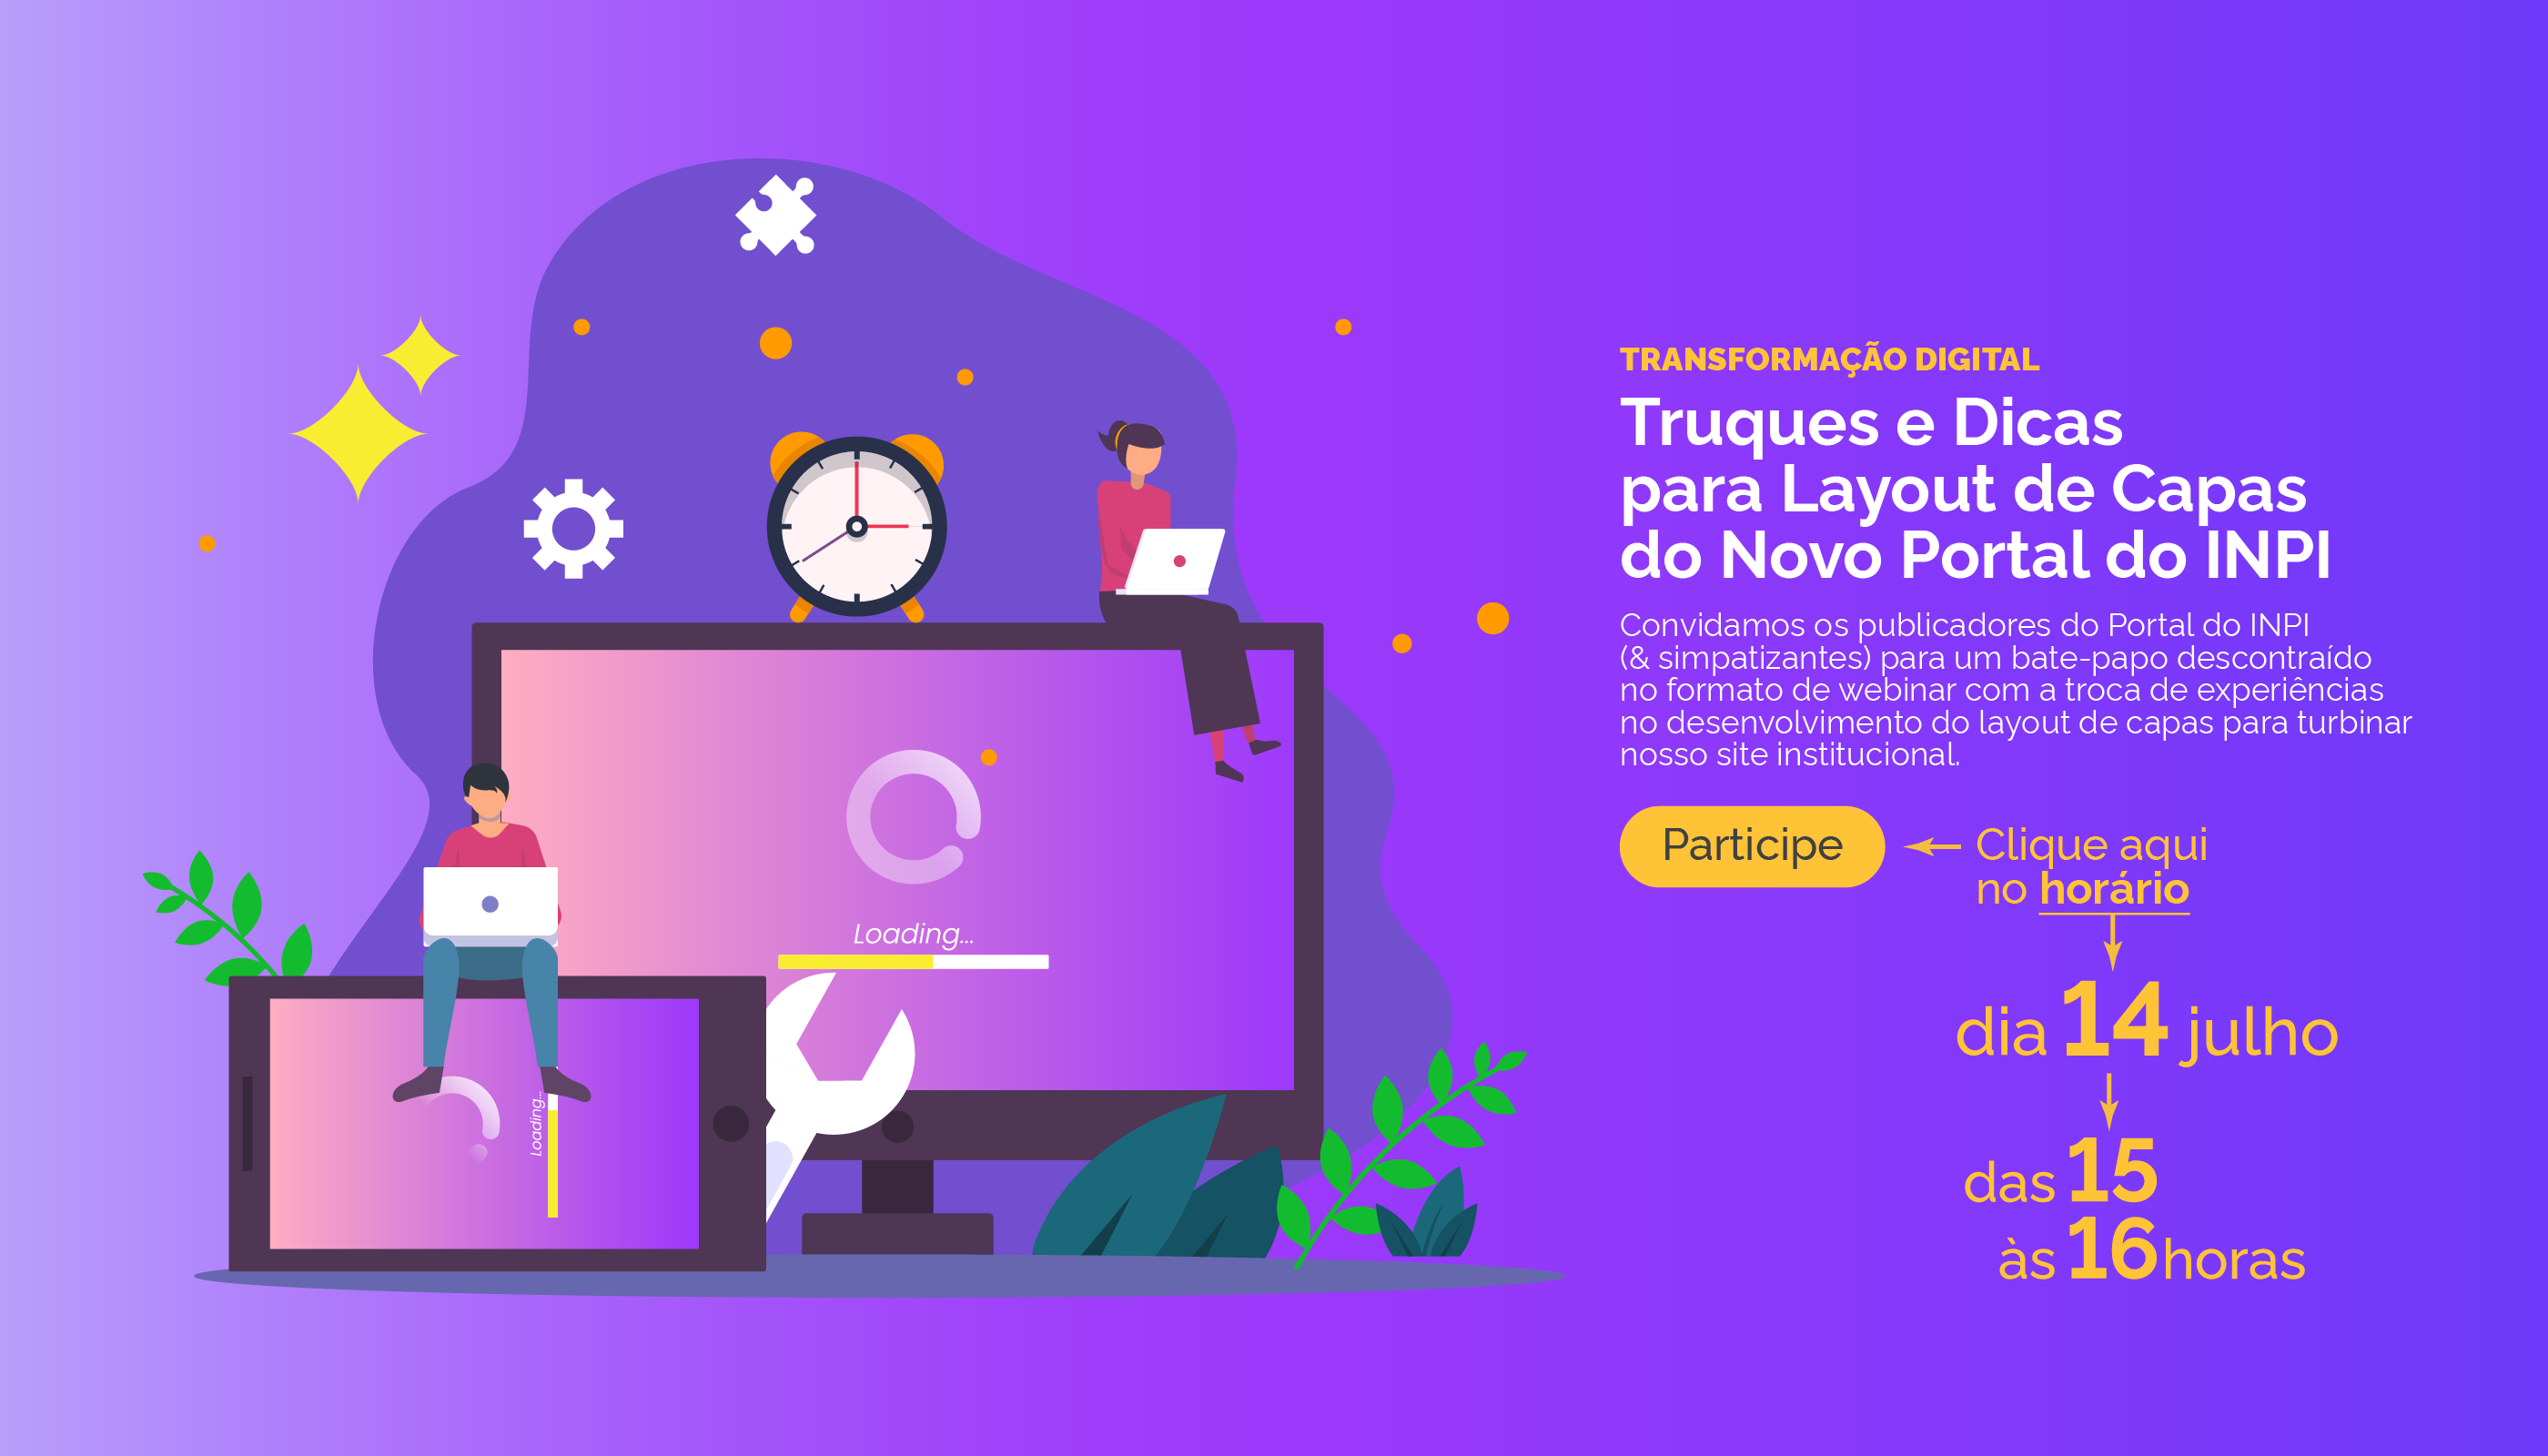 TRANSFORMAÇÃO DIGITAL
Truques e Dicas
para Layout de Capas
do Novo Portal do INPI
Convidamos os publicadores do Portal do INPI
(& simpatizantes) para um bate-papo descontraído
no formato de webinar com a troca de experiências
no desenvolvimento do layout de capas para turbinar
nosso site institucional.
Participe
Clique aqui
no horário
dia 14 julho
das 15
às 16 horas
Loading...
Loading...